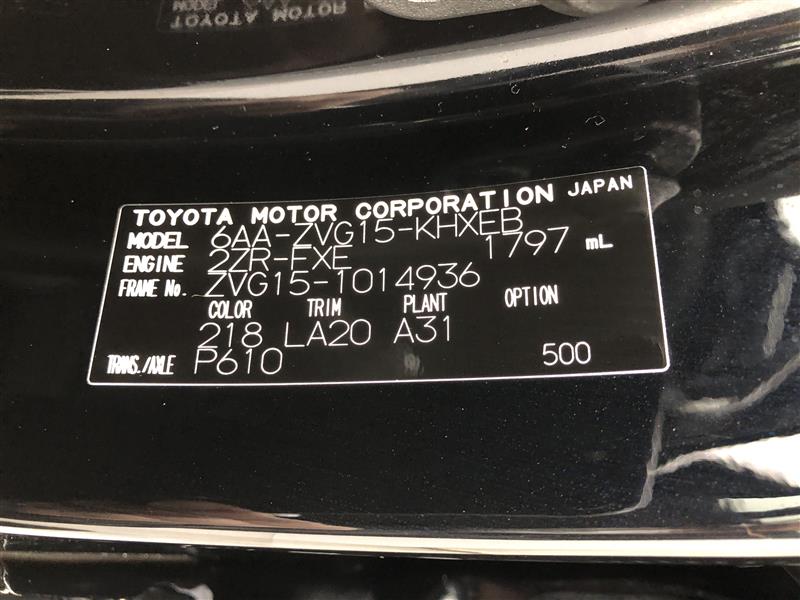 TOYOTA MOTOR CORPORATION JAPAN
MODEL 6AA-ZVG15-KHXEB
ENGINE 2ZR-FXE 1797 mL
FRAME No. ZVG15-1014936
COLOR TRIM PLANT OPTION
218 LA20 A31
TRANS./AXLE P610 500